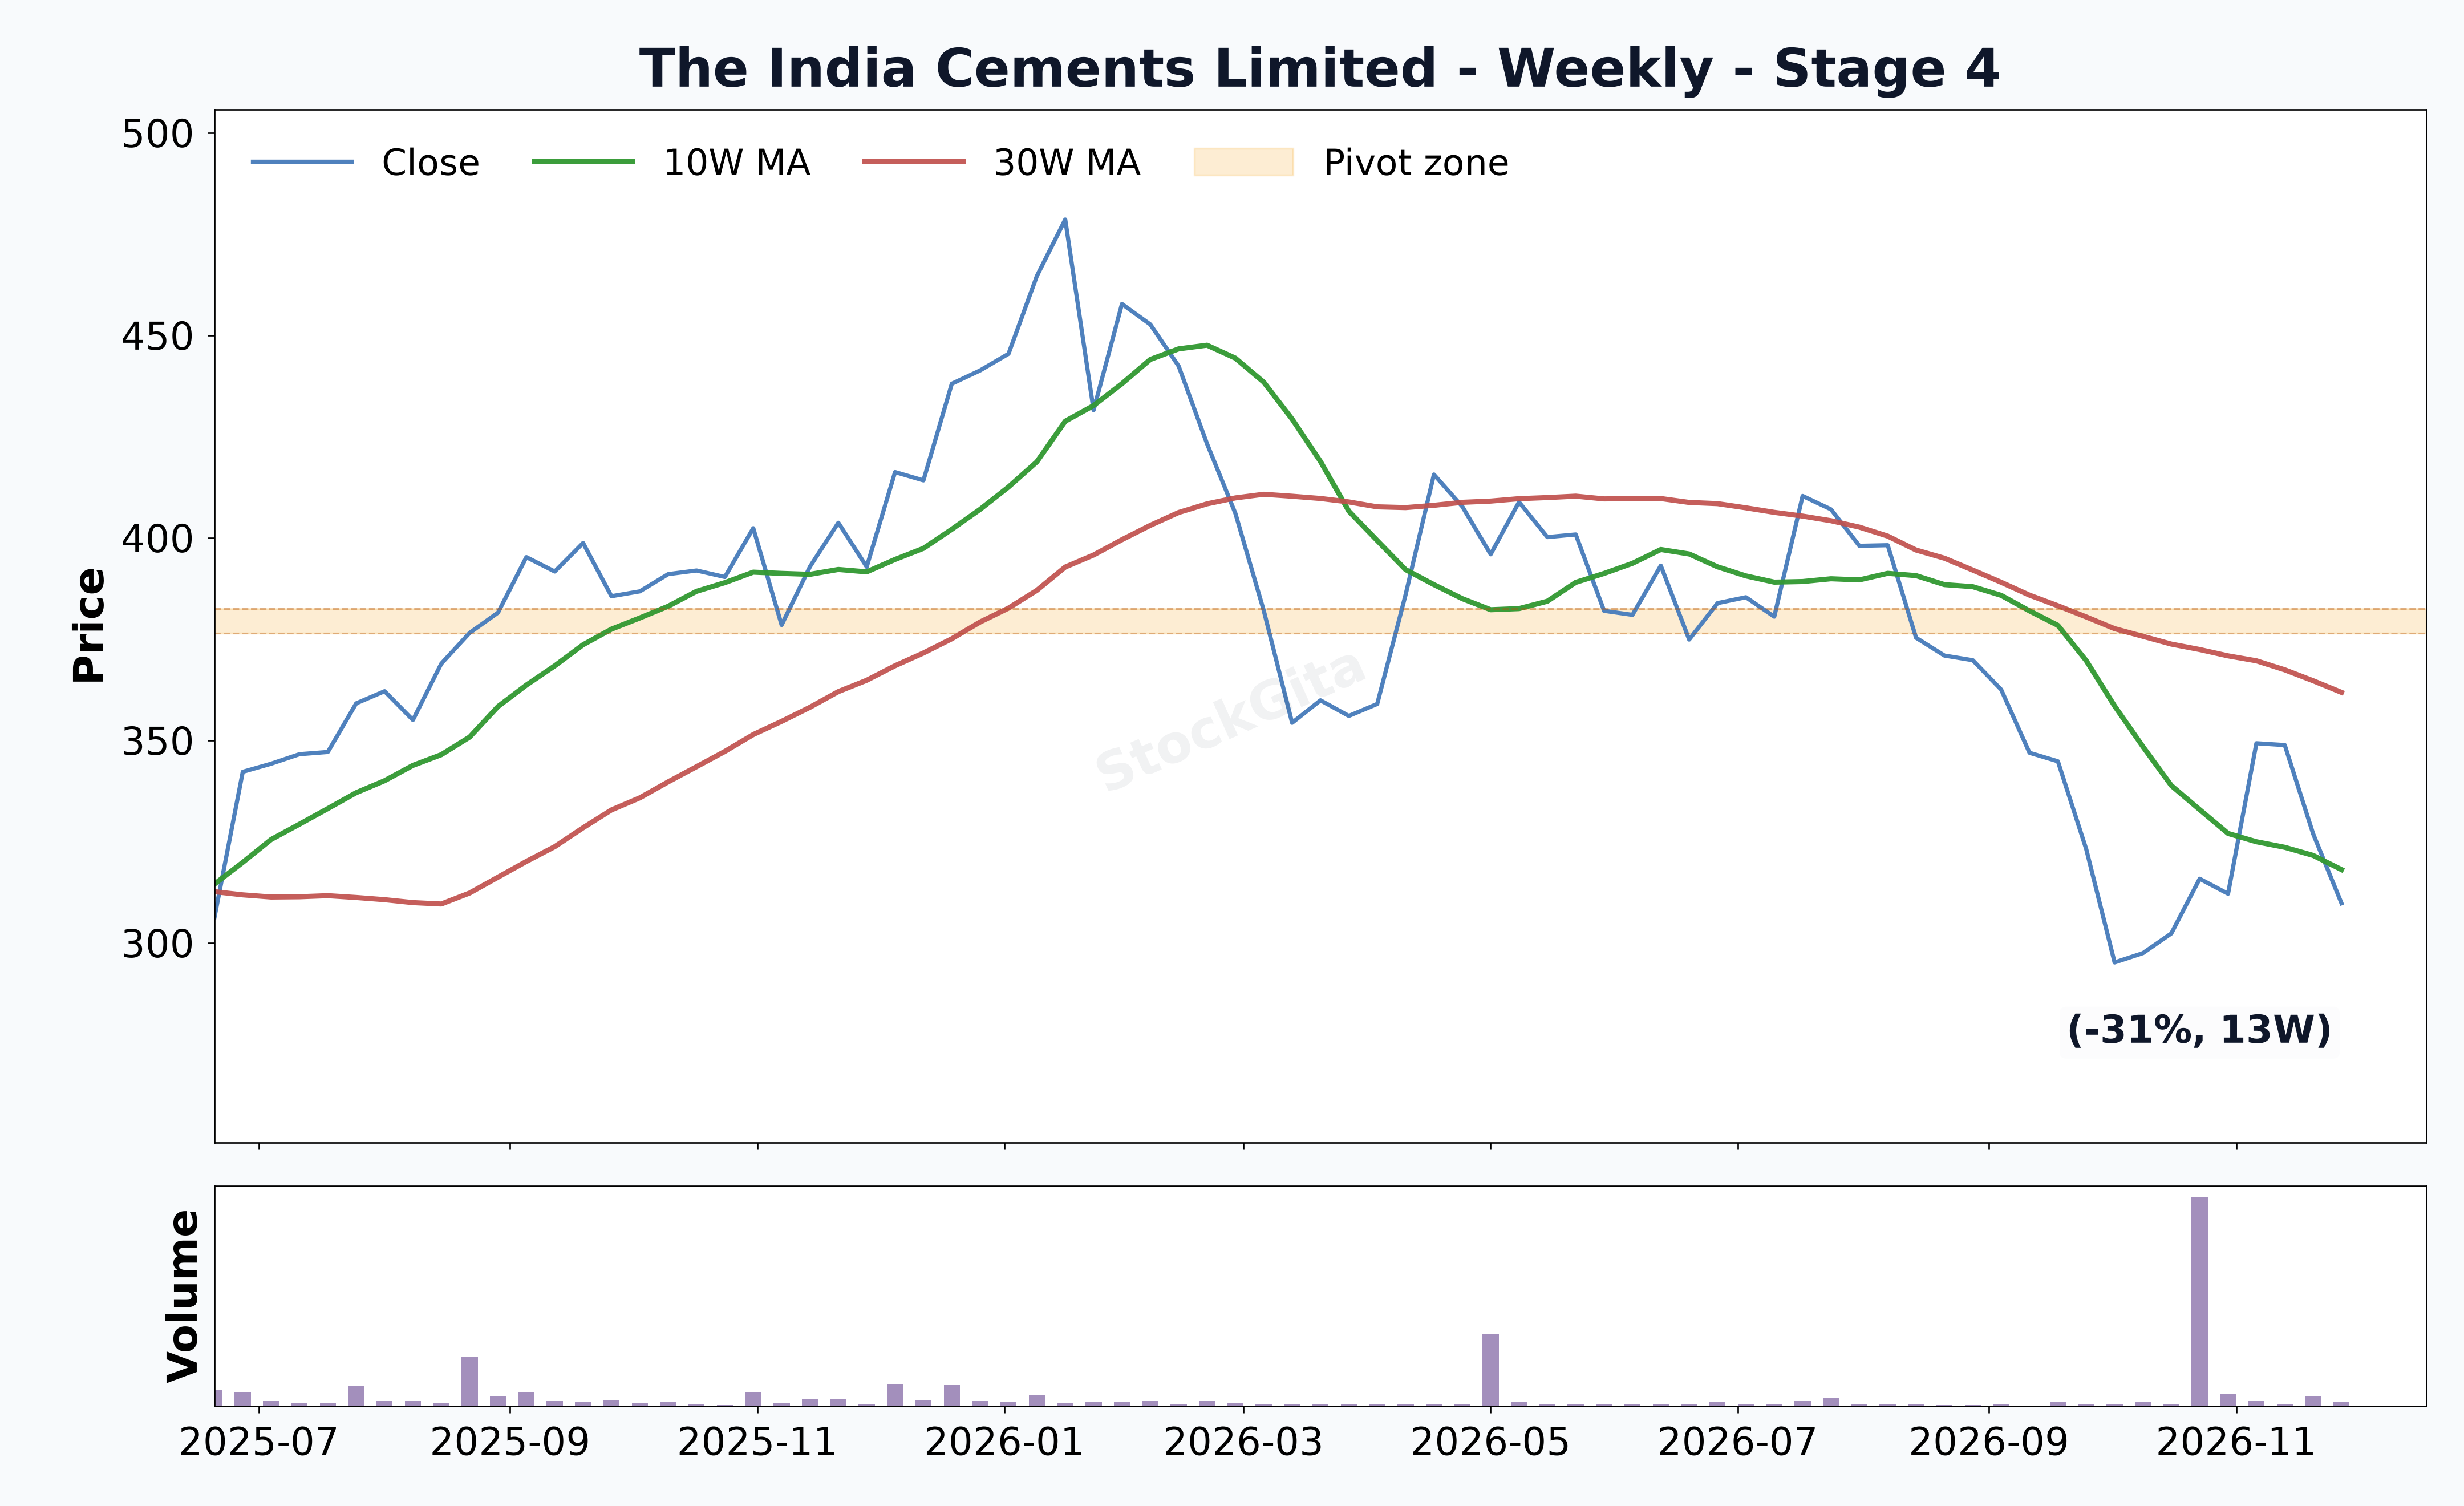 The India Cements Limited - Weekly - Stage 4
Close 10W MA 30W MA Pivot zone
500
450
400
350
300
Price
StockGita
(-31%, 13W)
Volume
2025-07 2025-09 2025-11 2026-01 2026-03 2026-05 2026-07 2026-09 2026-11